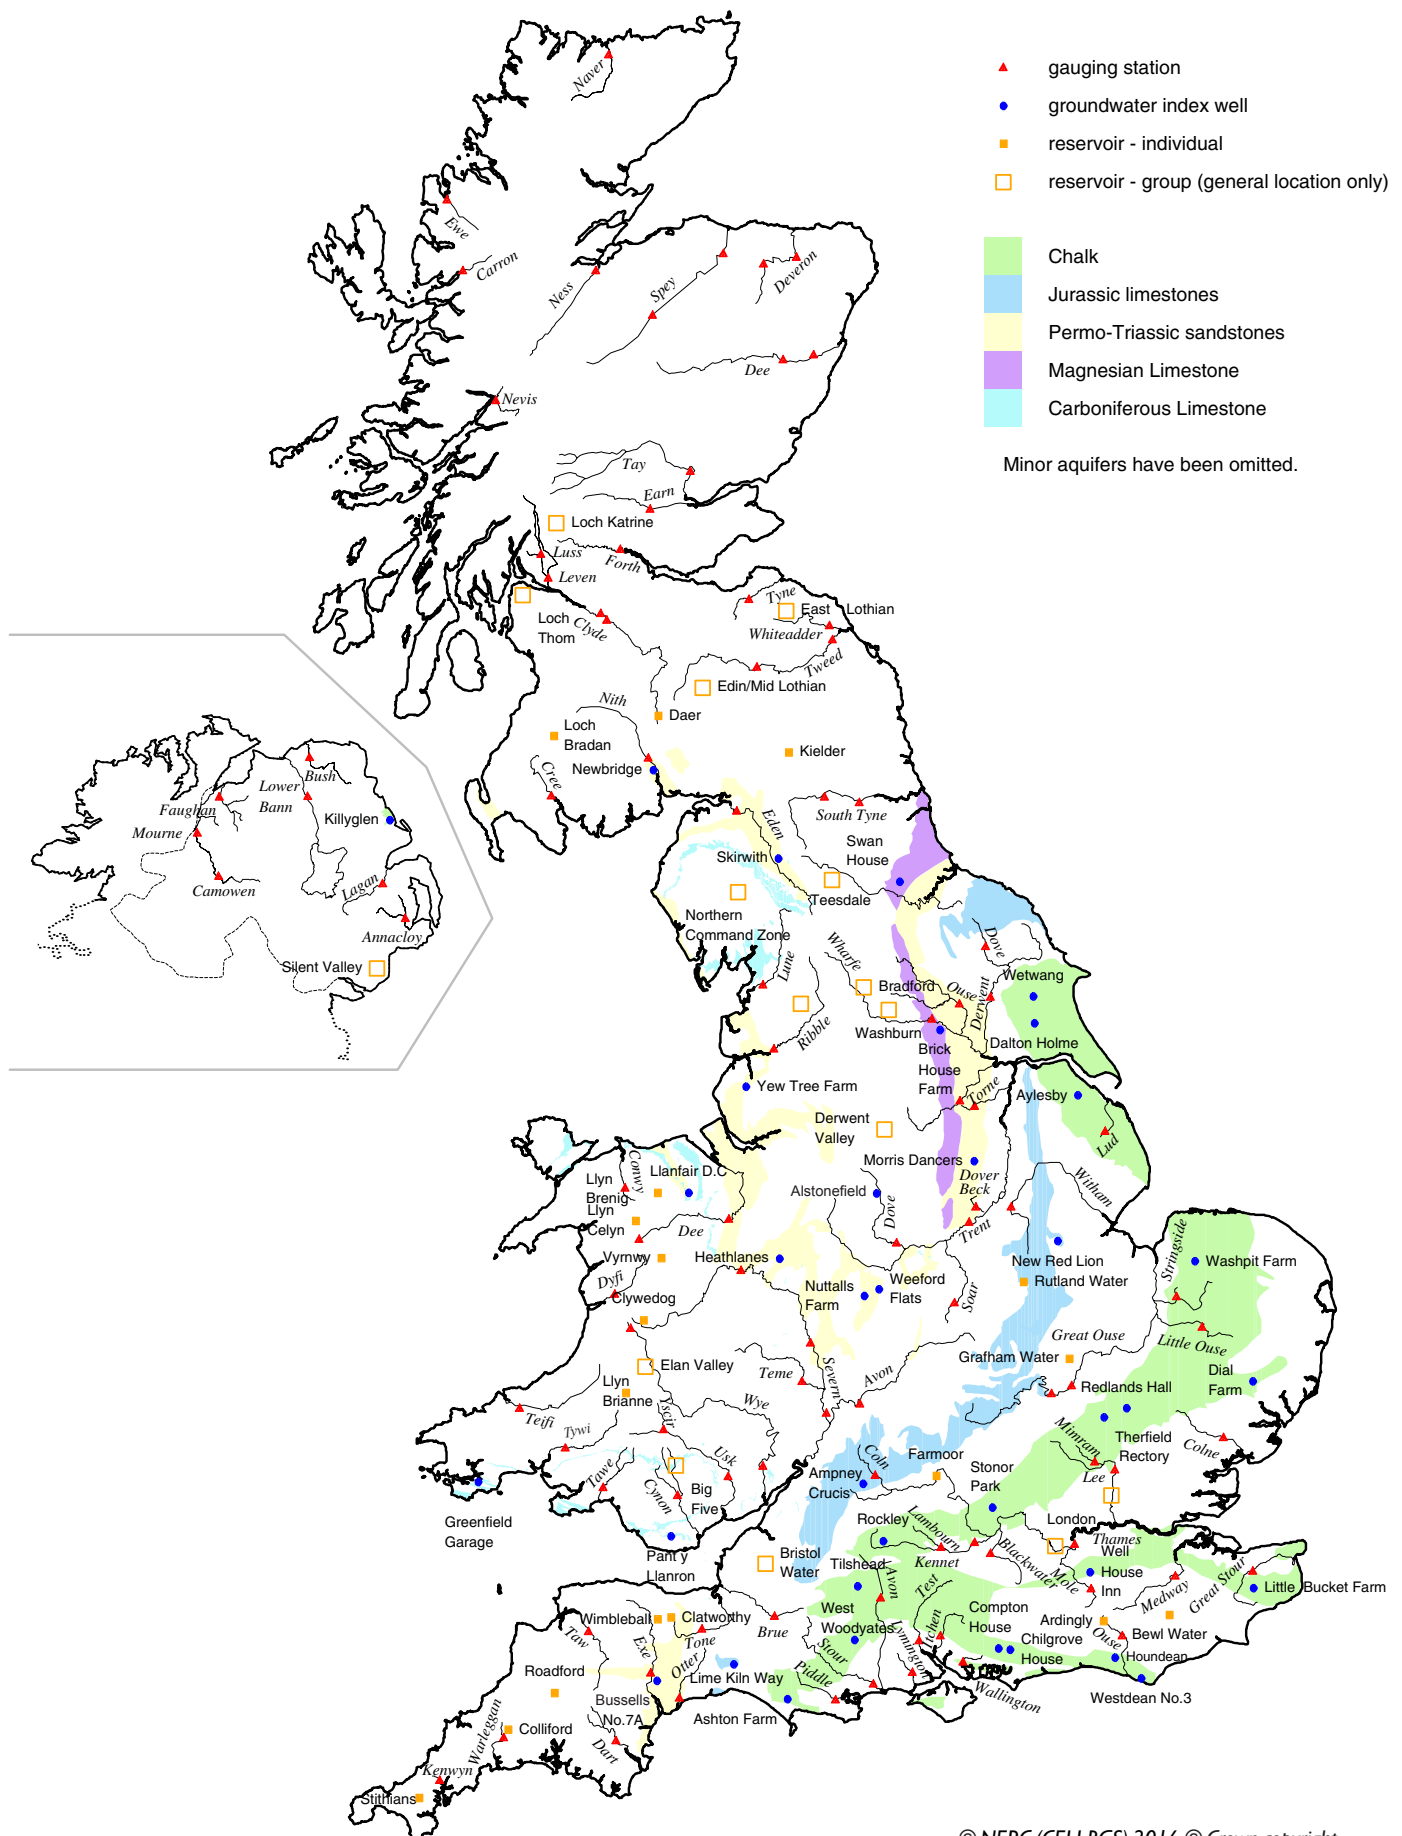 gauging station
groundwater index well
reservoir - individual
reservoir - group (general location only)
Chalk
Jurassic limestones
Permo-Triassic sandstones
Magnesian Limestone
Carboniferous Limestone
Minor aquifers have been omitted.
Naver
Ewe
Carron
Ness
Spey
Deveron
Dee
Nevis
Tay
Earn
Loch Katrine
Luss
Forth
Leven
Loch
Thom
Clyde
Tyne
East Lothian
Whiteadder
Tweed
Edin/Mid Lothian
Nith
Daer
Loch
Bradan
Kielder
Newbridge
Cree
Bush
Lower
Bann
Faughan
Killyglen
Mourne
Camowen
Lagan
Annacloy
Silent Valley
Eden
South Tyne
Swan
House
Skirwith
Teesdale
Northern
Command Zone
Lune
Wharfe
Dove
Wetwang
Bradford
Ouse
Derwent
Washburn
Ribble
Dalton Holme
Brick
House
Farm
Yew Tree Farm
Torne
Aylesby
Derwent
Valley
Lud
Morris Dancers
Dover
Beck
Conwy
Llanfair D.C
Llyn
Brenig
Alstonefield
Witham
Llyn
Celyn
Dee
Dove
Trent
Stringside
Vyrnwy
Heathlanes
New Red Lion
Washpit Farm
Rutland Water
Dyfi
Nuttalls
Farm
Weeford
Flats
Soar
Clywedog
Great Ouse
Little Ouse
Grafham Water
Elan Valley
Teme
Severn
Avon
Dial
Farm
Llyn
Brianne
Redlands Hall
Wye
Yscir
Teifi
Tywi
Mimram
Therfield
Rectory
Colne
Usk
Coln
Farmoor
Tawe
Cynon
Ampney
Crucis
Stonor
Park
Lee
Big
Five
Greenfield
Garage
Rockley
Lambourn
London
Thames
Pant y
Llanron
Bristol
Water
Tilshead
Kennet
Blackwater
Mole
Well
House
Inn
Medway
Great Stour
Little Bucket Farm
Avon
Test
West
Woodyates
Compton
House
Ardingly
Bewl Water
Wimbleball
Clatworthy
Brue
Itchen
Chilgrove
House
Ouse
Houndean
Taw
Exe
Tone
Otter
Stour
Lymington
Roadford
Lime Kiln Way
Piddle
Wallington
Westdean No.3
Bussells
No.7A
Ashton Farm
Warleggan
Colliford
Dart
Kenwyn
Stithians